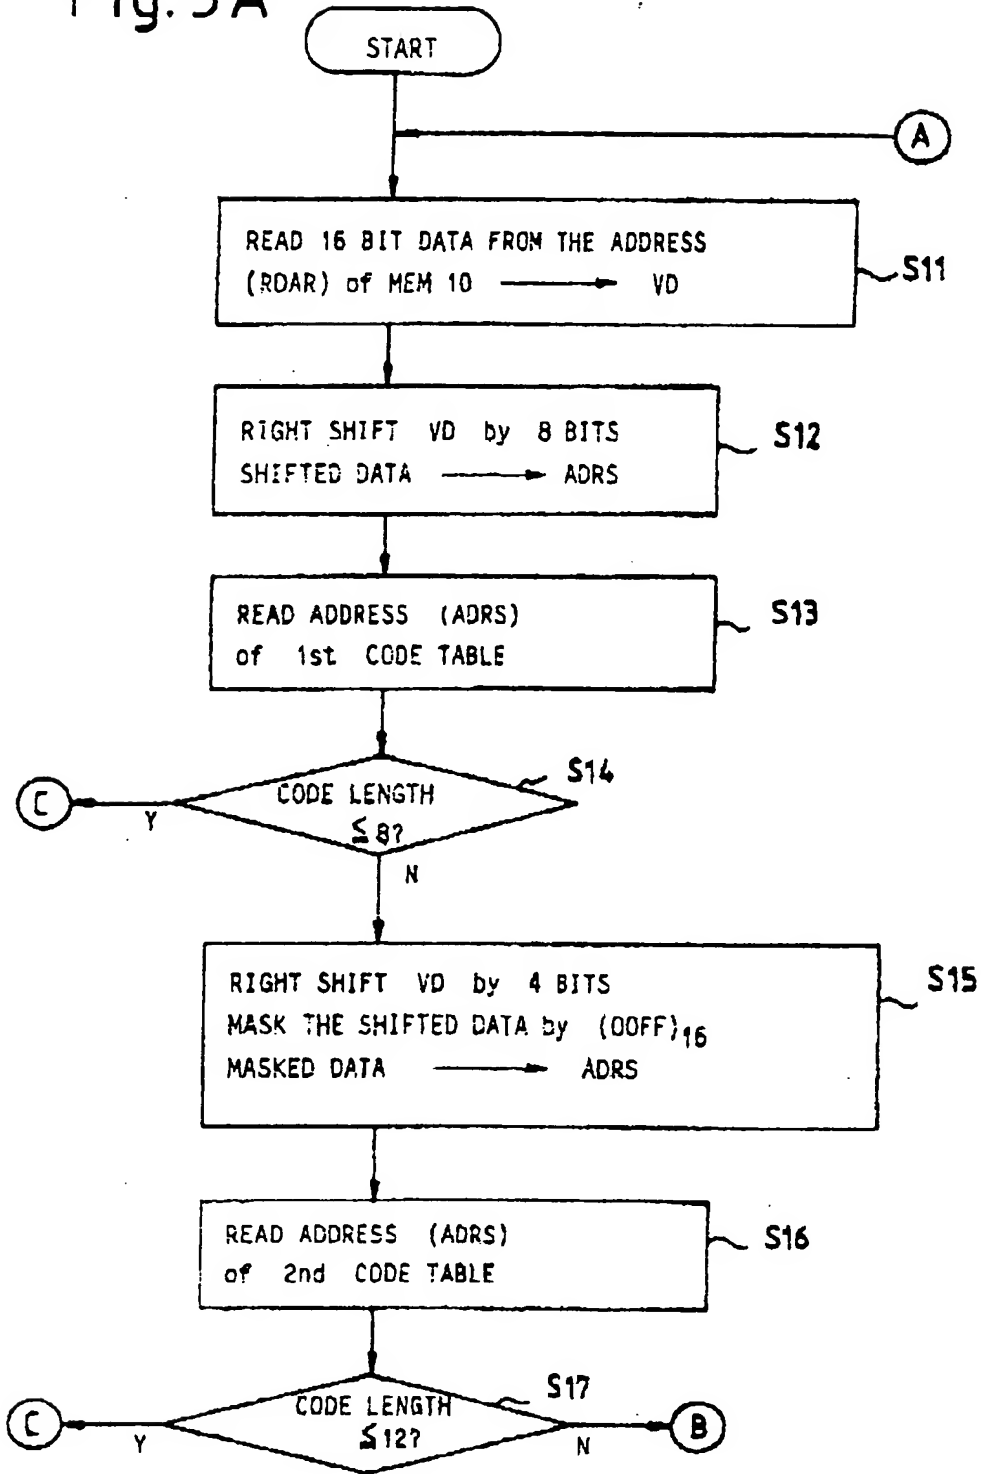 Fig. 5A
START
A
READ 16 BIT DATA FROM THE ADDRESS
(RDAR) of MEM 10 → VD
S11
RIGHT SHIFT VD by 8 BITS
SHIFTED DATA → ADRS
S12
READ ADDRESS (ADRS)
of 1st CODE TABLE
S13
CODE LENGTH
≦ 8?
S14
C
Y
N
RIGHT SHIFT VD by 4 BITS
MASK THE SHIFTED DATA by (00FF)16
MASKED DATA → ADRS
S15
READ ADDRESS (ADRS)
of 2nd CODE TABLE
S16
CODE LENGTH
≦ 12?
S17
C
Y
N
B